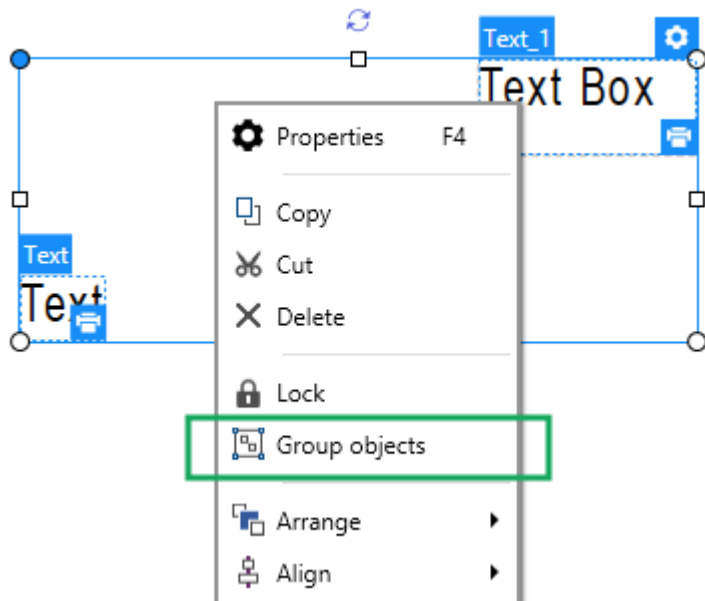 Text_1
Text Box
Properties F4
Copy
Text
Cut
Text
Delete
Lock
Group objects
Arrange
Align